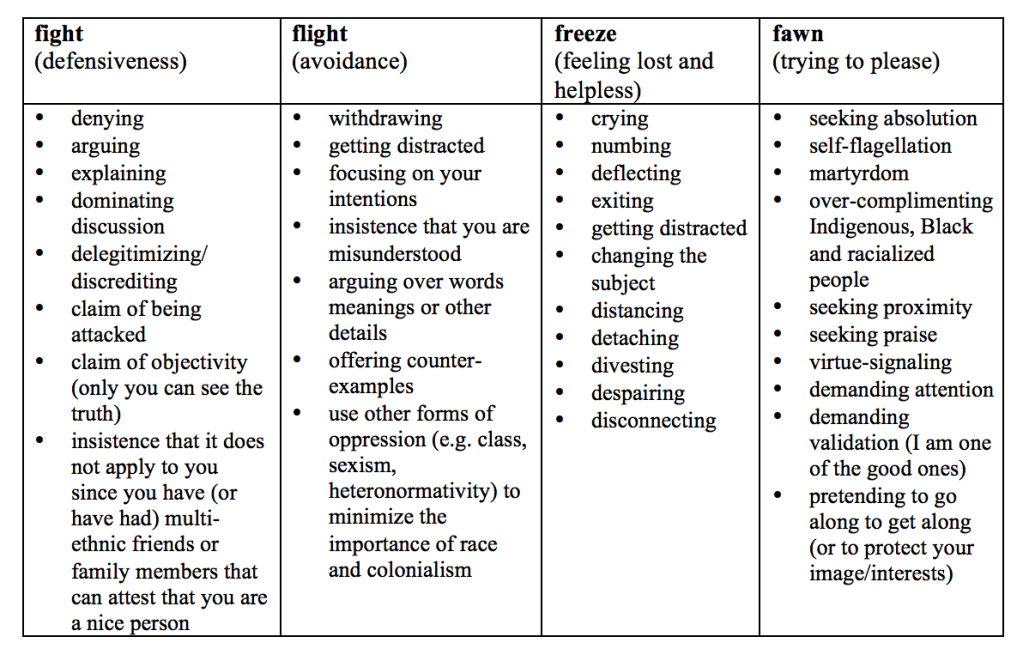 fight
(defensiveness)
flight
(avoidance)
freeze
(feeling lost and
helpless)
fawn
(trying to please)
• denying
• arguing
• explaining
• dominating
discussion
• delegitimizing/
discrediting
• claim of being
attacked
• claim of objectivity
(only you can see the
truth)
• insistence that it does
not apply to you
since you have (or
have had) multi-
ethnic friends or
family members that
can attest that you are
a nice person
• withdrawing
• getting distracted
• focusing on your
intentions
• insistence that you are
misunderstood
• arguing over words
meanings or other
details
• offering counter-
examples
• use other forms of
oppression (e.g. class,
sexism,
heteronormativity) to
minimize the
importance of race
and colonialism
• crying
• numbing
• deflecting
• exiting
• getting distracted
• changing the
subject
• distancing
• detaching
• divesting
• despairing
• disconnecting
• seeking absolution
• self-flagellation
• martyrdom
• over-complimenting
Indigenous, Black
and racialized
people
• seeking proximity
• seeking praise
• virtue-signaling
• demanding attention
• demanding
validation (I am one
of the good ones)
• pretending to go
along to get along
(or to protect your
image/interests)